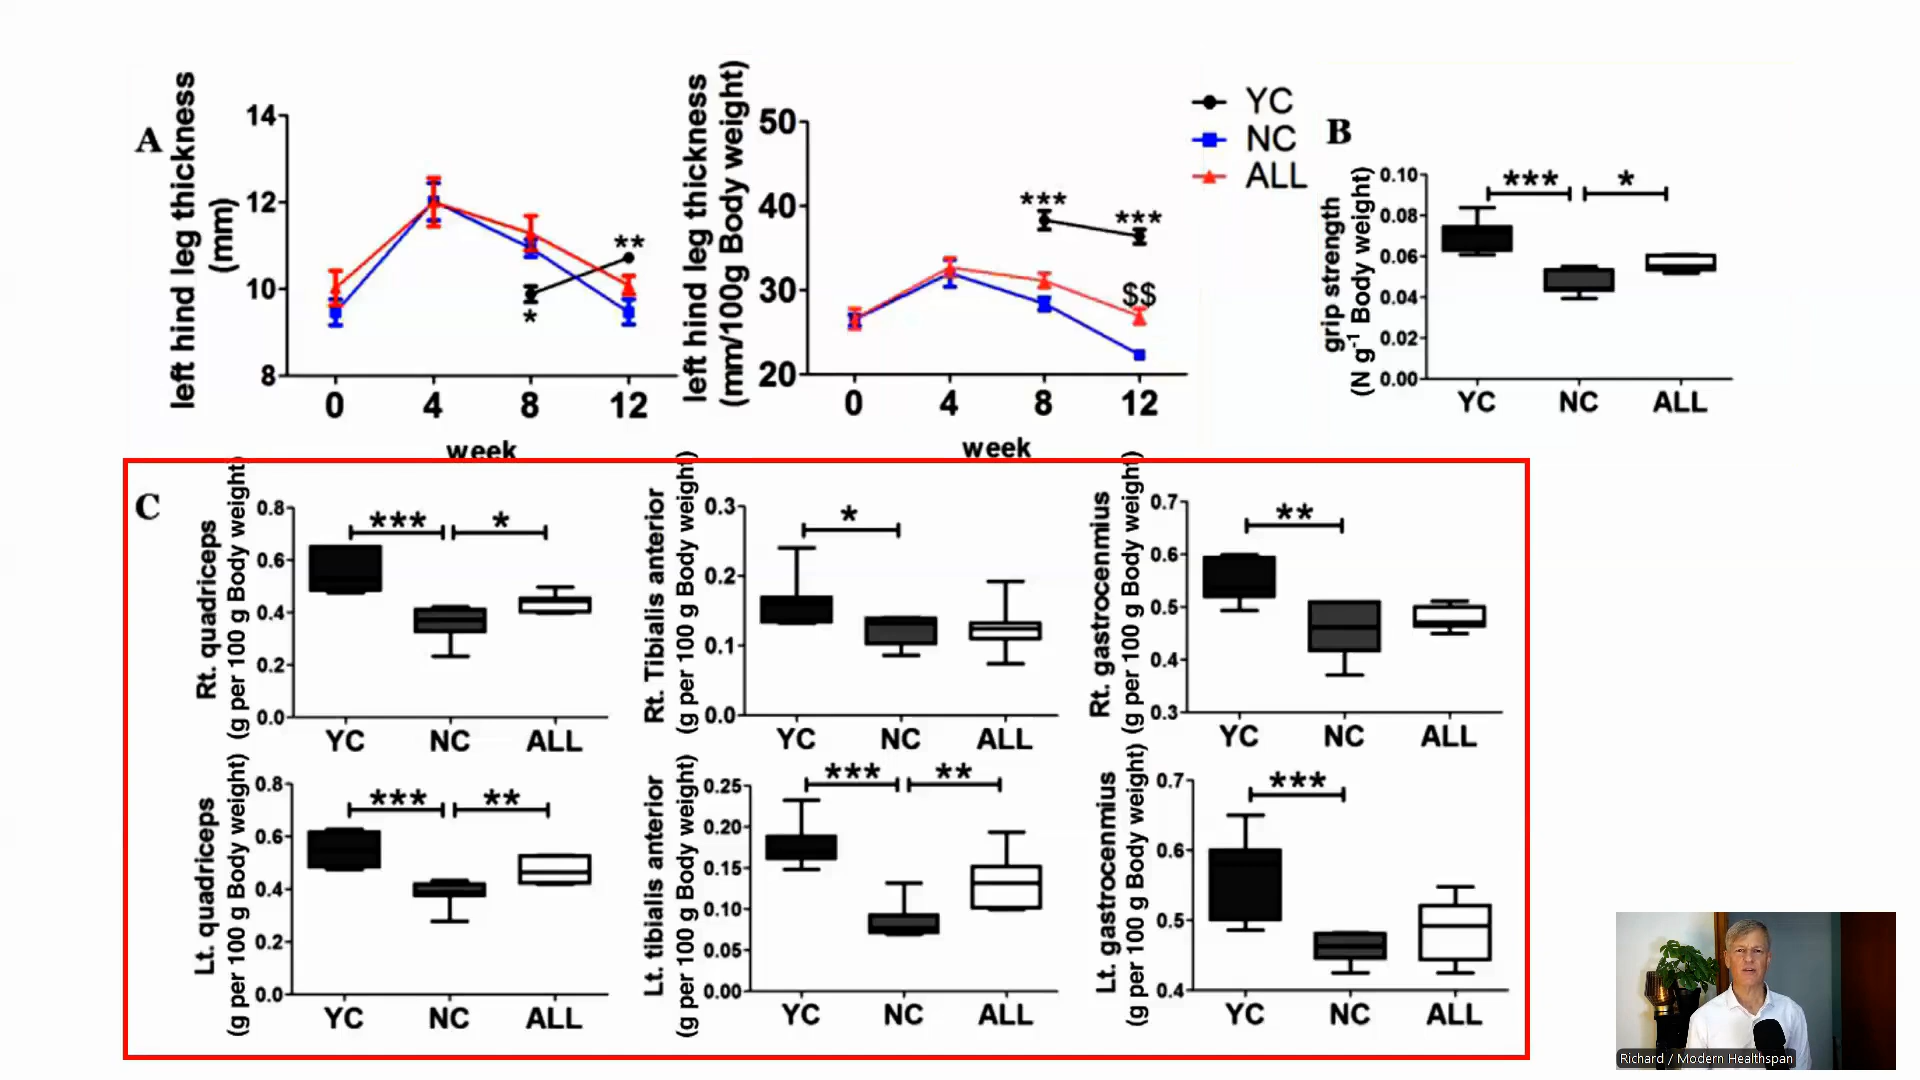 A
left hind leg thickness
(mm)
14
12
10
8
**
*
0 4 8 12
week
left hind leg thickness
(mm/100g Body weight)
50
40
30
20
***
***
$$
0 4 8 12
week
YC
NC
ALL
B
grip strength
(N g-1 Body weight)
0.10
0.08
0.06
0.04
0.02
0.00
*** *
YC NC ALL
C
Rt. quadriceps
(g per 100 g Body weight)
0.8
0.6
0.4
0.2
0.0
*** *
YC NC ALL
Rt. Tibialis anterior
(g per 100 g Body weight)
0.3
0.2
0.1
0.0
*
YC NC ALL
Rt. gastrocenmius
(g per 100 g Body weight)
0.7
0.6
0.5
0.4
0.3
**
YC NC ALL
Lt. quadriceps
(g per 100 g Body weight)
0.8
0.6
0.4
0.2
0.0
*** **
YC NC ALL
Lt. tibialis anterior
(g per 100 g Body weight)
0.25
0.20
0.15
0.10
0.05
0.00
*** **
YC NC ALL
Lt. gastrocenmius
(g per 100 g Body weight)
0.7
0.6
0.5
0.4
***
YC NC ALL
Richard / Modern Healthspan